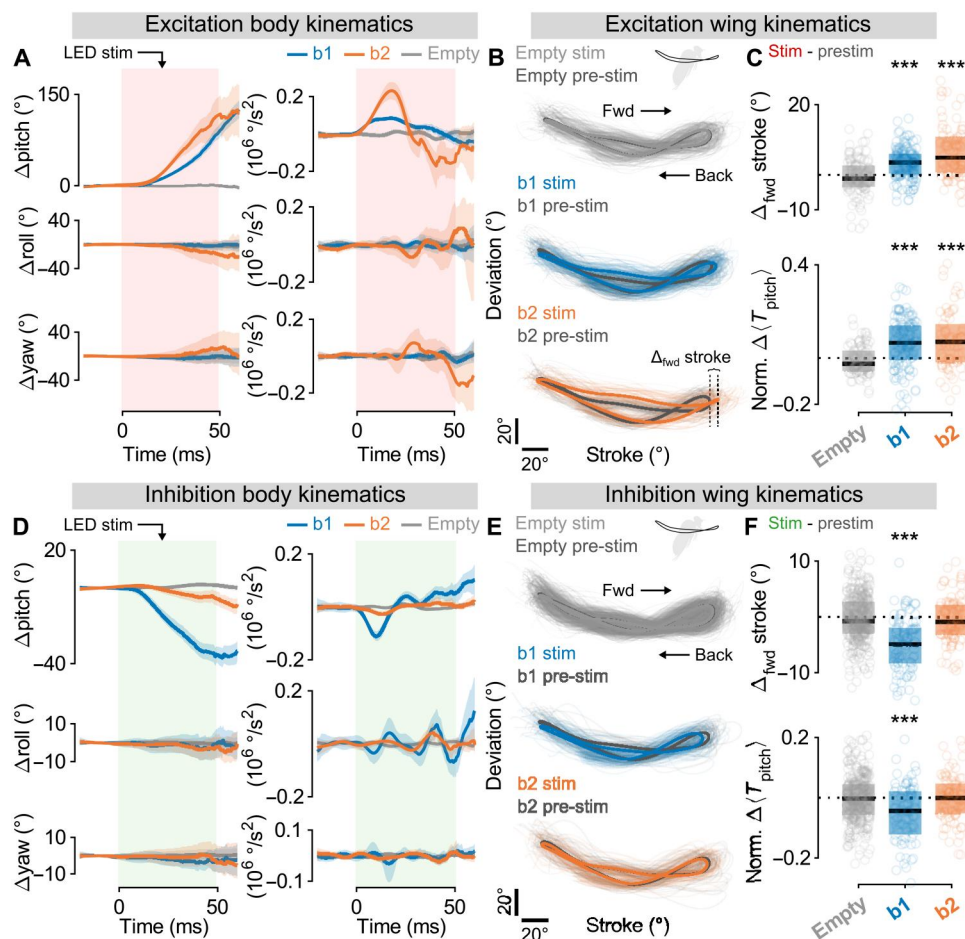 Excitation body kinematics
A
LED stim
b1 b2 Empty
Δpitch (°)
150
0
0.2
0
−0.2
(10⁶ °/s2)
Δroll (°)
40
−40
0.2
0
−0.2
(10⁶ °/s2)
Δyaw (°)
40
−40
0.2
0
−0.2
(10⁶ °/s2)
0 50
Time (ms)
0 50
Time (ms)
Excitation wing kinematics
B
Empty stim
Empty pre-stim
Fwd
Back
b1 stim
b1 pre-stim
Deviation (°)
b2 stim
b2 pre-stim
Δfwd stroke
20°
20°
Stroke (°)
C
Stim - prestim
*** ***
20
−10
Δfwd stroke (°)
*** ***
0.4
−0.2
Norm. Δ ⟨Tpitch⟩
Empty b1 b2
Inhibition body kinematics
D
LED stim
b1 b2 Empty
Δpitch (°)
20
−40
0.2
0
−0.2
(10⁶ °/s2)
Δroll (°)
10
−10
0.2
0
−0.2
(10⁶ °/s2)
Δyaw (°)
10
−10
0.1
0
−0.1
(10⁶ °/s2)
0 50
Time (ms)
0 50
Time (ms)
Inhibition wing kinematics
E
Empty stim
Empty pre-stim
Fwd
Back
b1 stim
b1 pre-stim
Deviation (°)
b2 stim
b2 pre-stim
20°
20°
Stroke (°)
F
Stim - prestim
***
10
−10
Δfwd stroke (°)
***
0.2
−0.2
Norm. Δ ⟨Tpitch⟩
Empty b1 b2